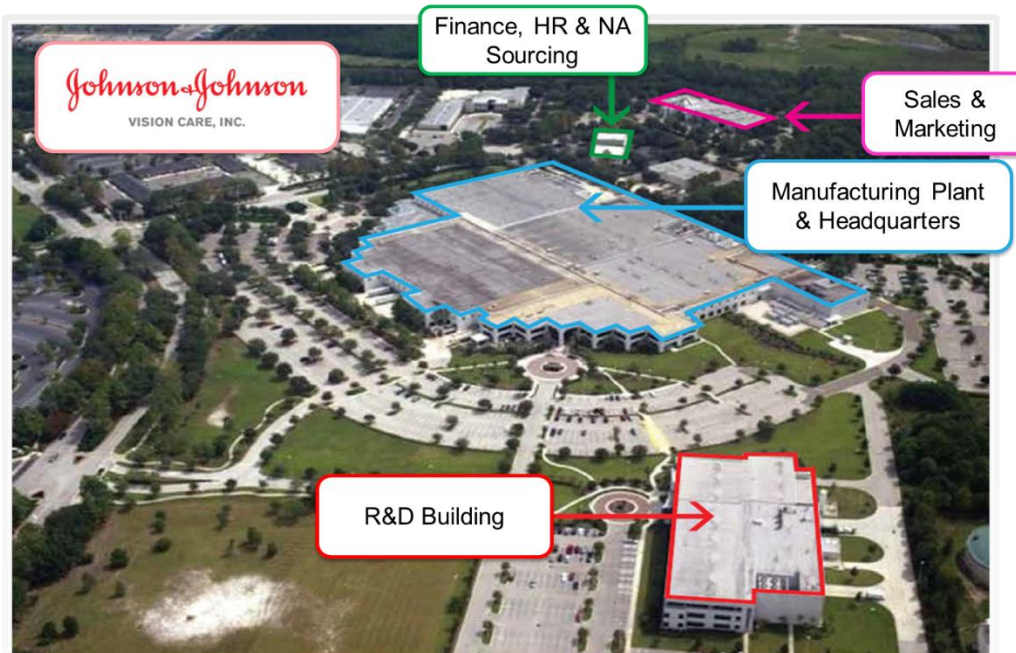 Johnson & Johnson
VISION CARE, INC.
Finance, HR & NA
Sourcing
Sales &
Marketing
Manufacturing Plant
& Headquarters
R&D Building